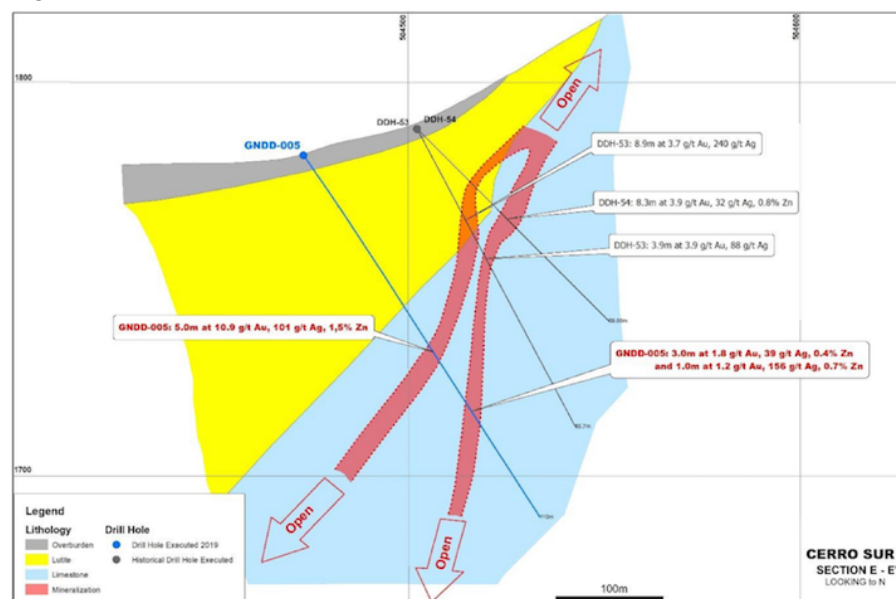 504500
504600
1800
DDH-53
DDH-54
GNDD-005
Open
DDH-53: 8.9m at 3.7 g/t Au, 240 g/t Ag
DDH-54: 8.3m at 3.9 g/t Au, 32 g/t Ag, 0.8% Zn
DDH-53: 3.9m at 3.9 g/t Au, 88 g/t Ag
GNDD-005: 5.0m at 10.9 g/t Au, 101 g/t Ag, 1,5% Zn
GNDD-005: 3.0m at 1.8 g/t Au, 39 g/t Ag, 0.4% Zn
and 1.0m at 1.2 g/t Au, 156 g/t Ag, 0.7% Zn
1700
110m
Open
Open
Legend
Lithology
Drill Hole
Overburden
Drill Hole Executed 2019
Lutite
Historical Drill Hole Executed
Limestone
Mineralization
100m
CERRO SUR
SECTION E - E'
LOOKING to N